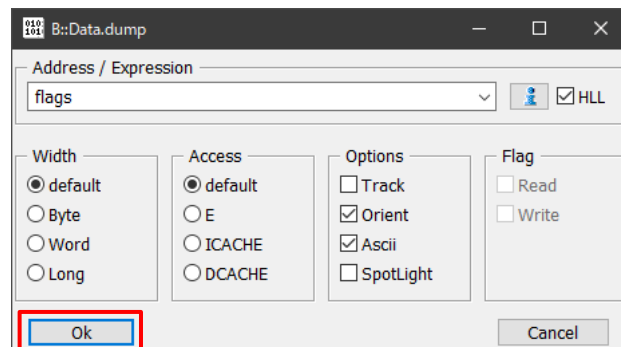 B::Data.dump
Address / Expression
flags
HLL
Width
default
Byte
Word
Long
Access
default
E
ICACHE
DCACHE
Options
Track
Orient
Ascii
SpotLight
Flag
Read
Write
Ok
Cancel